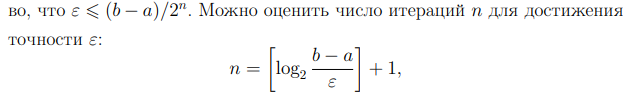 во, что ε ⩽ (b − a)/2ⁿ. Можно оценить число итераций n для достижения
точности ε:
n = [log₂ (b − a)/ε] + 1,